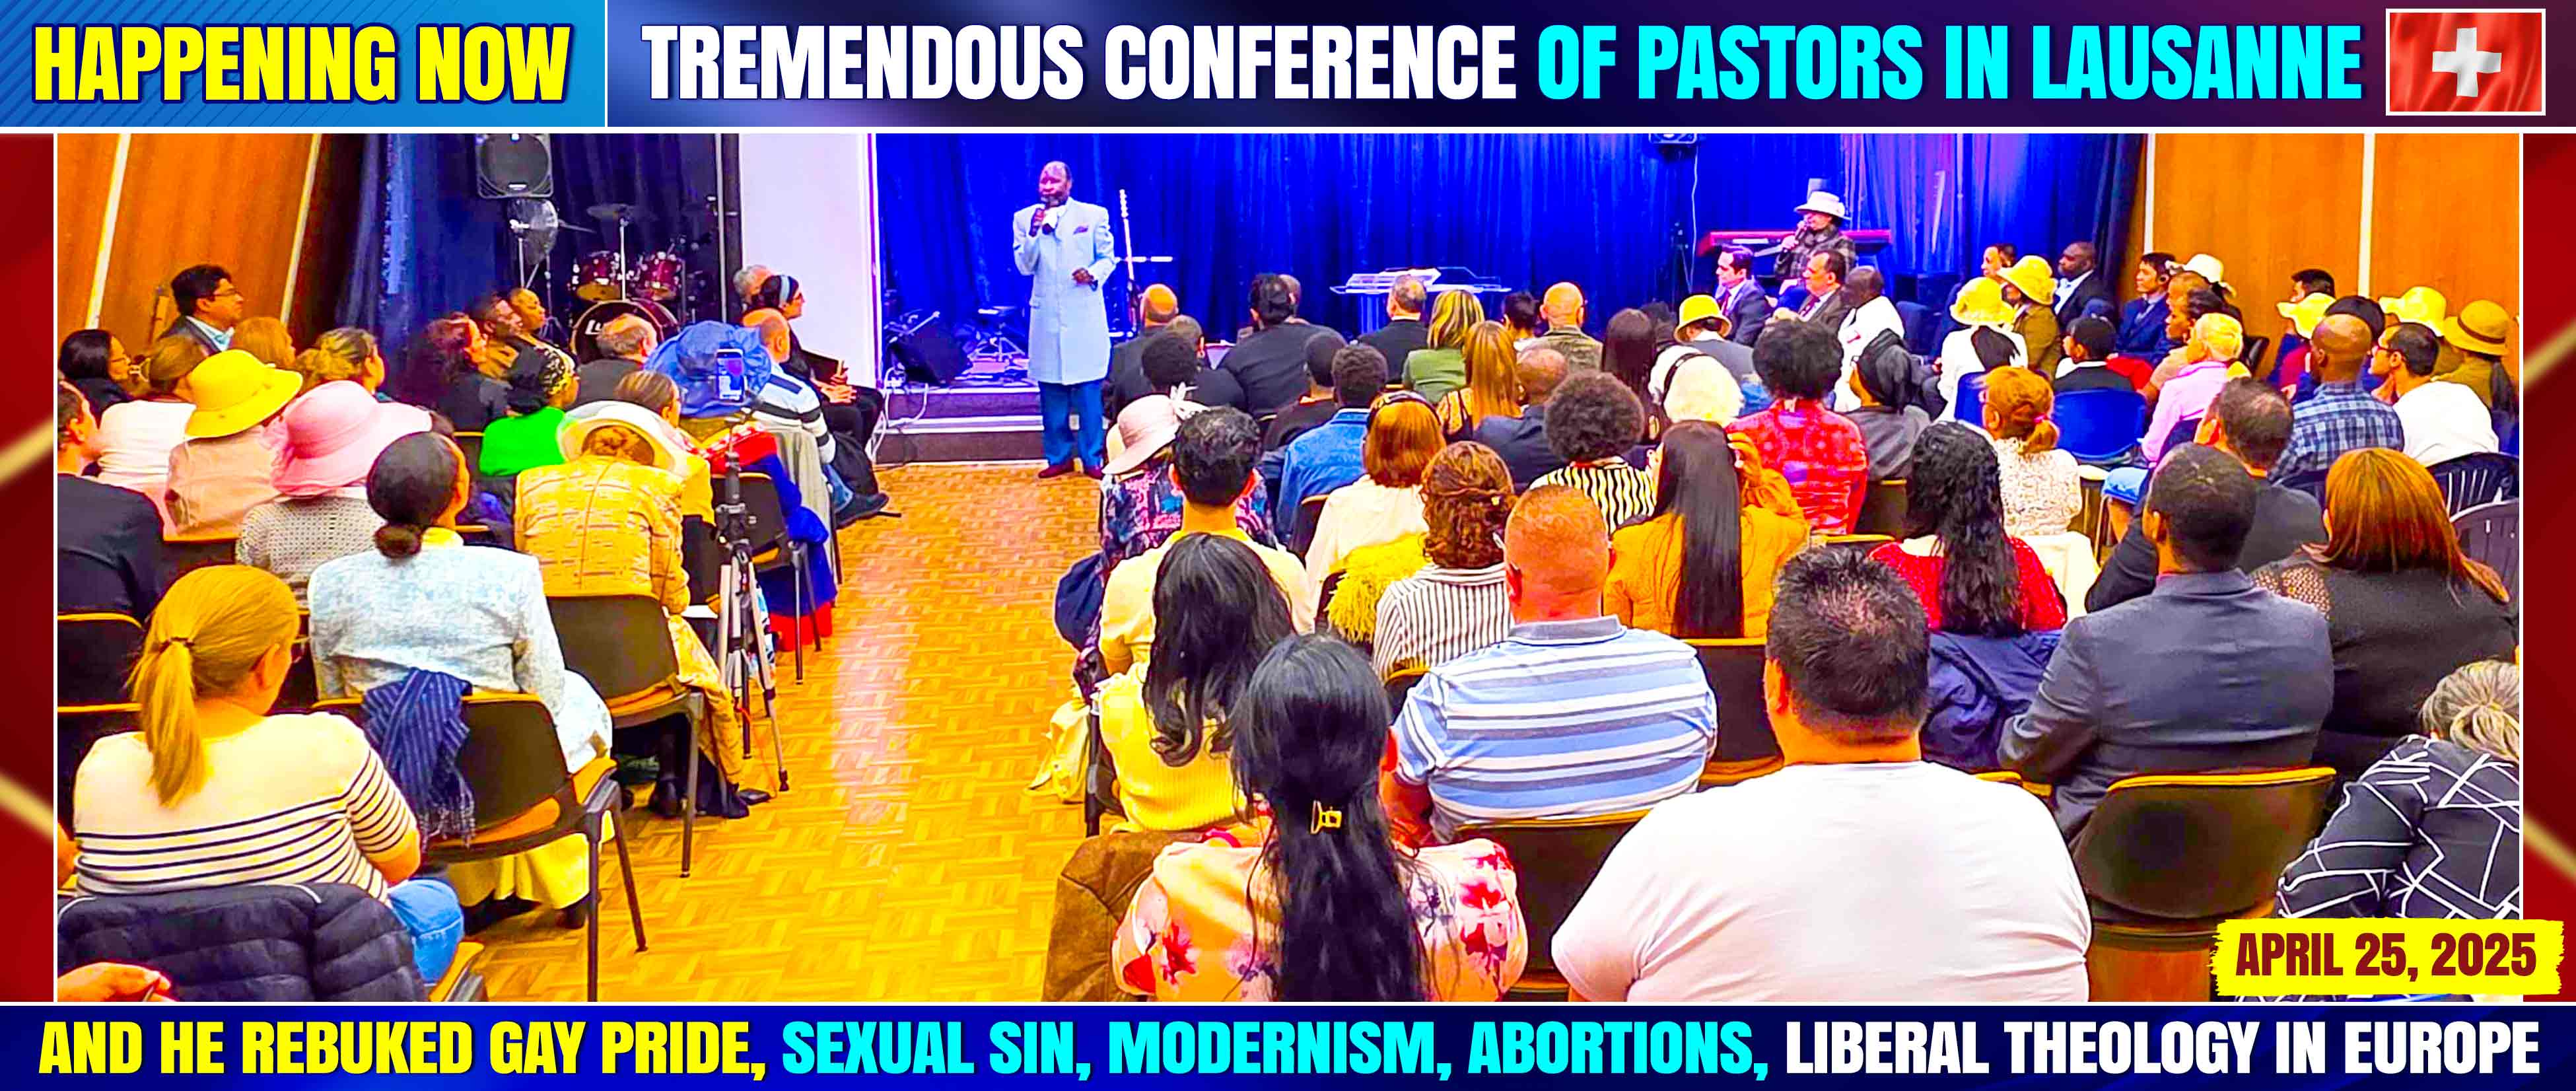 HAPPENING NOW
TREMENDOUS CONFERENCE OF PASTORS IN LAUSANNE
APRIL 25, 2025
AND HE REBUKED GAY PRIDE, SEXUAL SIN, MODERNISM, ABORTIONS, LIBERAL THEOLOGY IN EUROPE